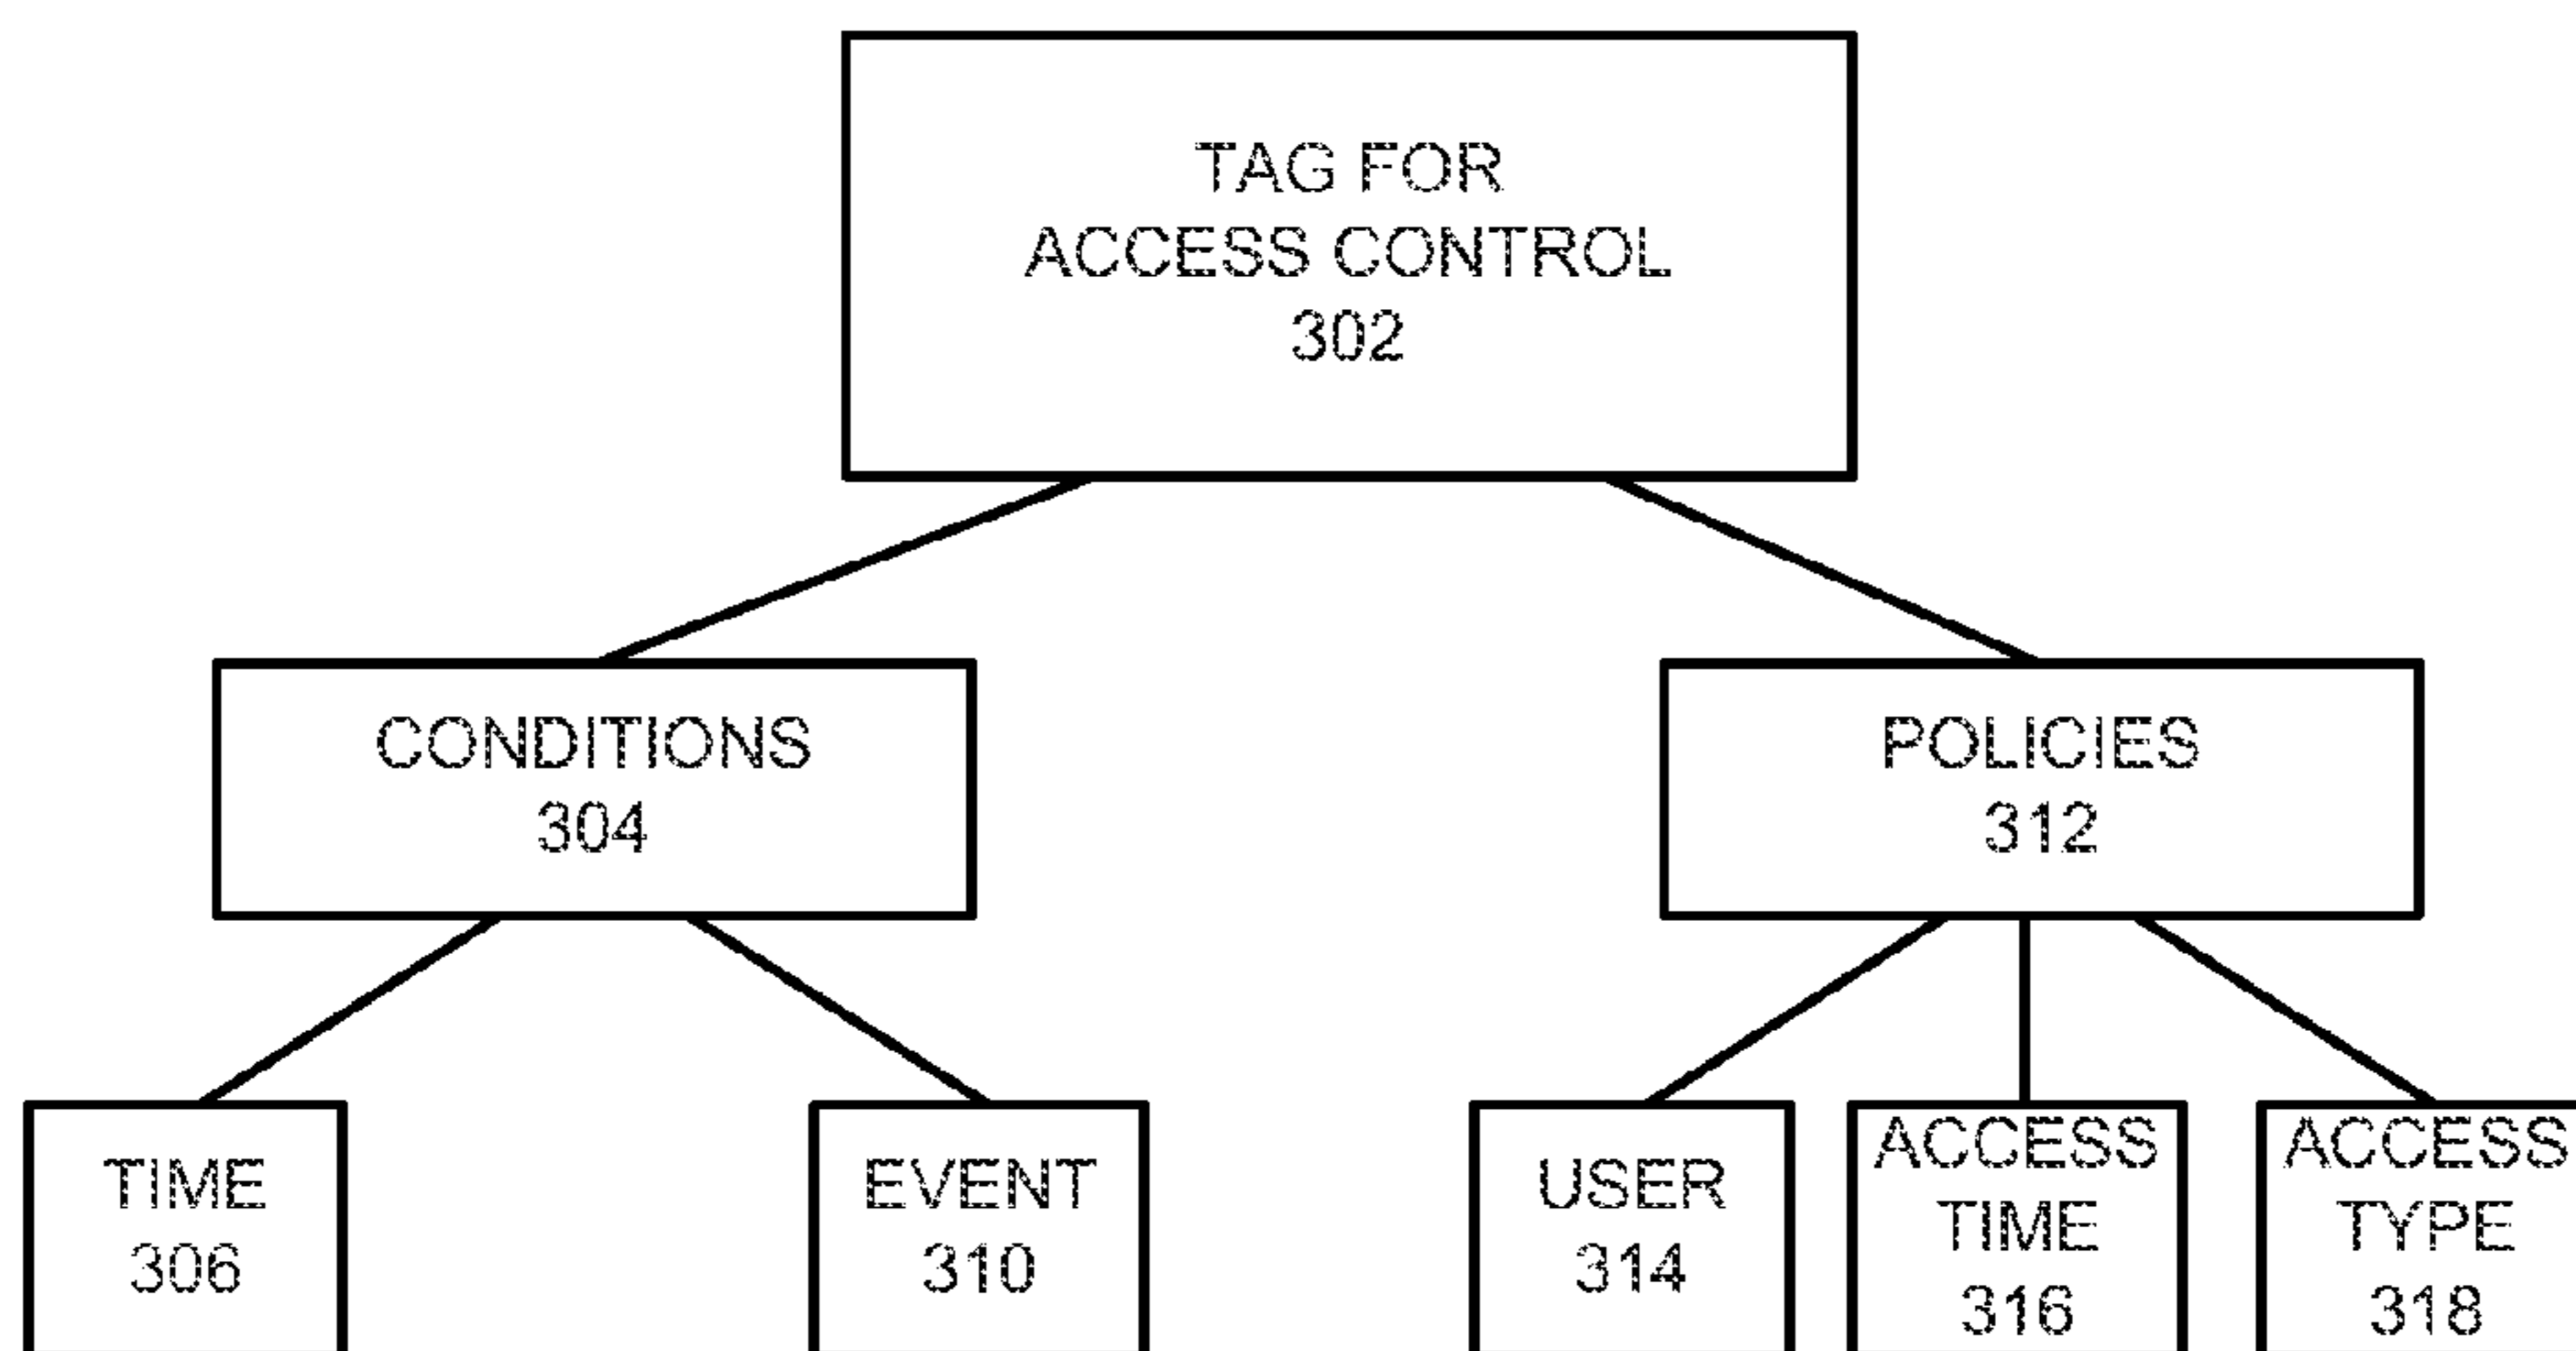 TAG FOR
ACCESS CONTROL
302
CONDITIONS
304
POLICIES
312
TIME
306
EVENT
310
USER
314
ACCESS
TIME
316
ACCESS
TYPE
318